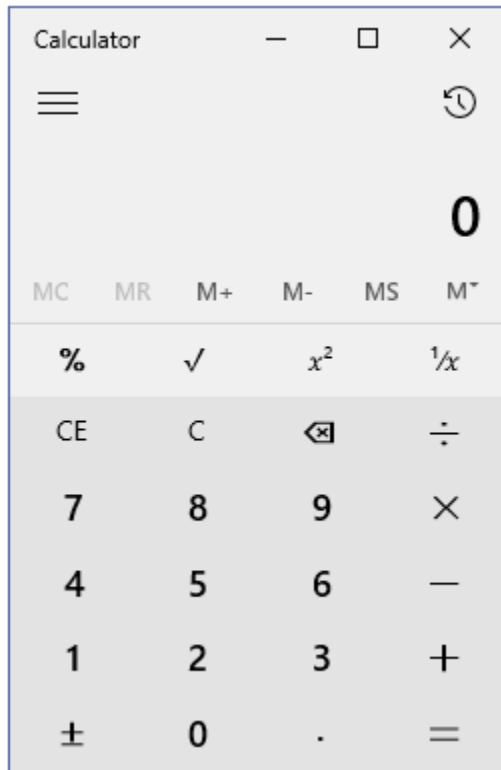 Calculator
0
MC MR M+ M- MS M˅
% √ x² ¹/x
CE C ÷
7 8 9 ×
4 5 6 −
1 2 3 +
± 0 . =